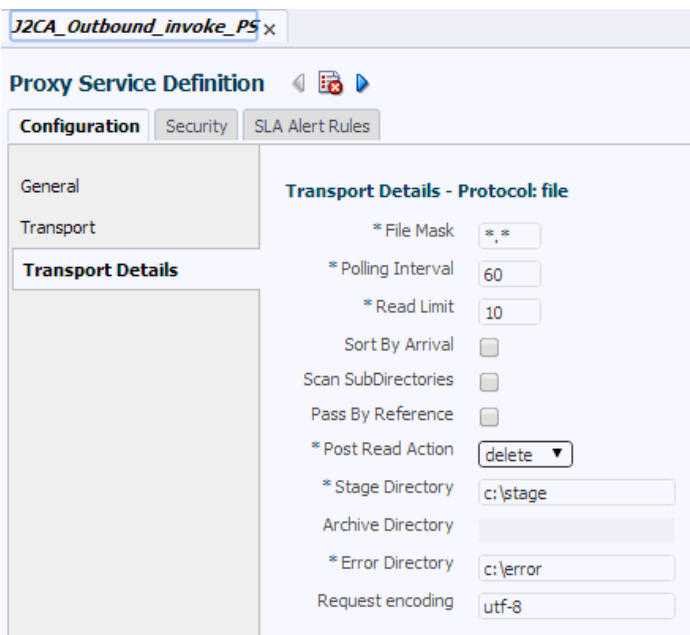 J2CA_Outbound_invoke_PS ×
Proxy Service Definition
Configuration Security SLA Alert Rules
General
Transport
Transport Details
Transport Details - Protocol: file
* File Mask *.*
* Polling Interval 60
* Read Limit 10
Sort By Arrival
Scan SubDirectories
Pass By Reference
* Post Read Action delete
* Stage Directory c:\stage
Archive Directory
* Error Directory c:\error
Request encoding utf-8